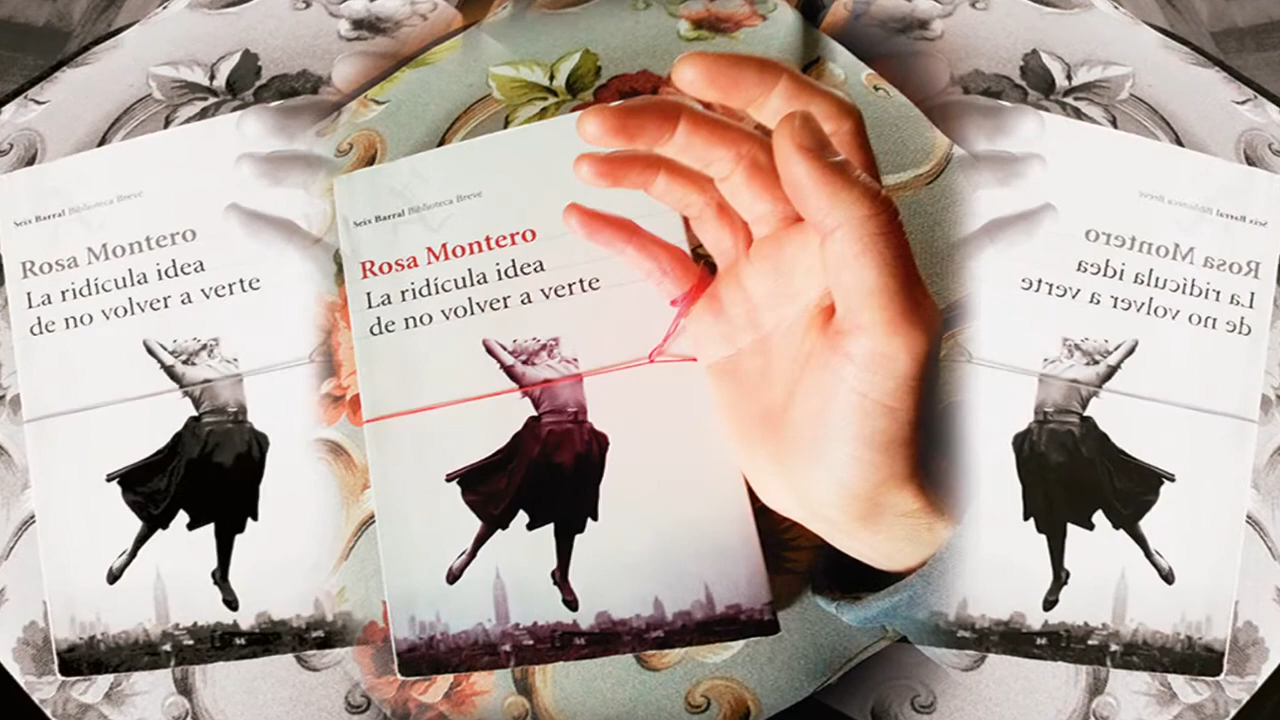 Seix Barral Biblioteca Breve
Rosa Montero
La ridícula idea
de no volver a verte
Seix Barral Biblioteca Breve
Rosa Montero
La ridícula idea
de no volver a verte
Seix Barral Biblioteca Breve
Rosa Montero
La ridícula idea
de no volver a verte